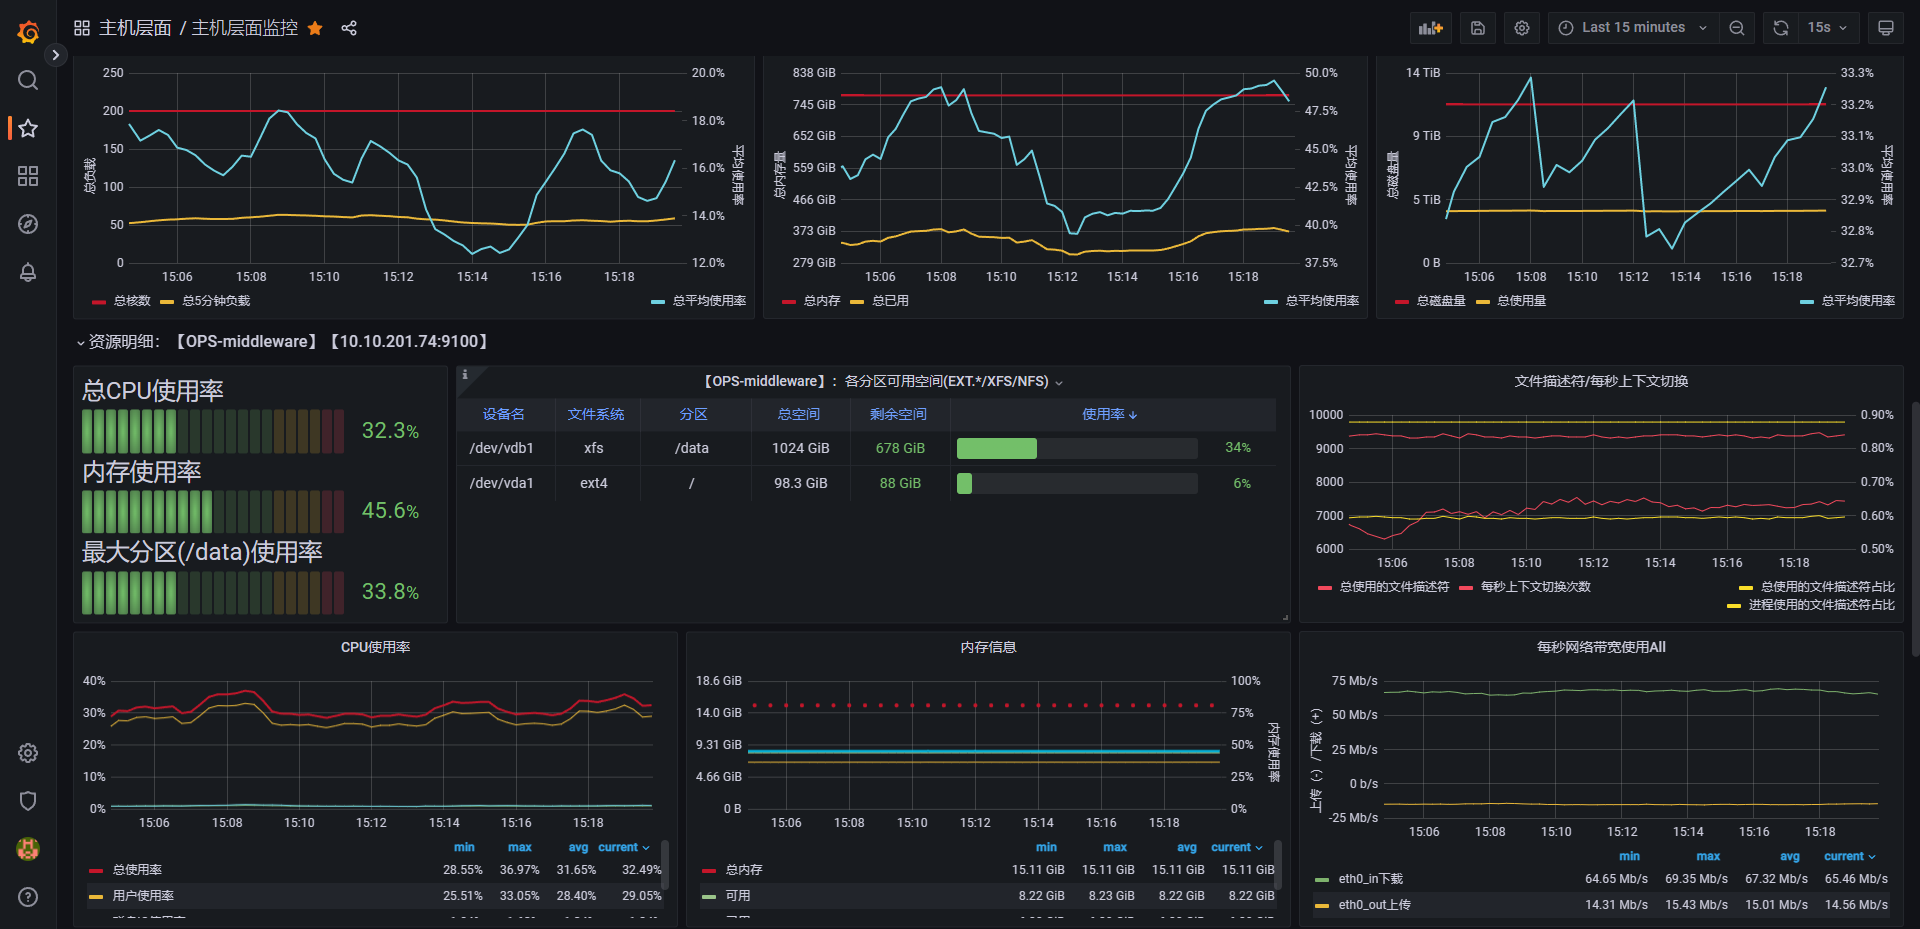 主机层面 / 主机层面监控
Last 15 minutes
15s
250
200
150
100
50
0
20.0%
18.0%
16.0%
14.0%
12.0%
总负载
平均使用率
15:06 15:08 15:10 15:12 15:14 15:16 15:18
总核数 总5分钟负载 总平均使用率
838 GiB
745 GiB
652 GiB
559 GiB
466 GiB
373 GiB
279 GiB
50.0%
47.5%
45.0%
42.5%
40.0%
37.5%
总内存量
平均使用率
15:06 15:08 15:10 15:12 15:14 15:16 15:18
总内存 总已用 总平均使用率
14 TiB
9 TiB
5 TiB
0 B
33.3%
33.2%
33.1%
33.0%
32.9%
32.8%
32.7%
总磁盘量
平均使用率
15:06 15:08 15:10 15:12 15:14 15:16 15:18
总磁盘量 总使用量 总平均使用率
资源明细：【OPS-middleware】【10.10.201.74:9100】
总CPU使用率
32.3%
内存使用率
45.6%
最大分区(/data)使用率
33.8%
【OPS-middleware】：各分区可用空间(EXT.*/XFS/NFS)
设备名 文件系统 分区 总空间 剩余空间 使用率
/dev/vdb1 xfs /data 1024 GiB 678 GiB 34%
/dev/vda1 ext4 / 98.3 GiB 88 GiB 6%
文件描述符/每秒上下文切换
10000
9000
8000
7000
6000
0.90%
0.80%
0.70%
0.60%
0.50%
15:06 15:08 15:10 15:12 15:14 15:16 15:18
总使用的文件描述符 每秒上下文切换次数 总使用的文件描述符占比
进程使用的文件描述符占比
CPU使用率
40%
30%
20%
10%
0%
15:06 15:08 15:10 15:12 15:14 15:16 15:18
min max avg current
总使用率 28.55% 36.97% 31.65% 32.49%
用户使用率 25.51% 33.05% 28.40% 29.05%
内存信息
18.6 GiB
14.0 GiB
9.31 GiB
4.66 GiB
0 B
100%
75%
50%
25%
0%
内存使用率
15:06 15:08 15:10 15:12 15:14 15:16 15:18
min max avg current
总内存 15.11 GiB 15.11 GiB 15.11 GiB 15.11 GiB
可用 8.22 GiB 8.23 GiB 8.22 GiB 8.22 GiB
每秒网络带宽使用All
75 Mb/s
50 Mb/s
25 Mb/s
0 b/s
-25 Mb/s
上传（-）/下载（+）
15:06 15:08 15:10 15:12 15:14 15:16 15:18
min max avg current
eth0_in下载 64.65 Mb/s 69.35 Mb/s 67.32 Mb/s 65.46 Mb/s
eth0_out上传 14.31 Mb/s 15.43 Mb/s 15.01 Mb/s 14.56 Mb/s